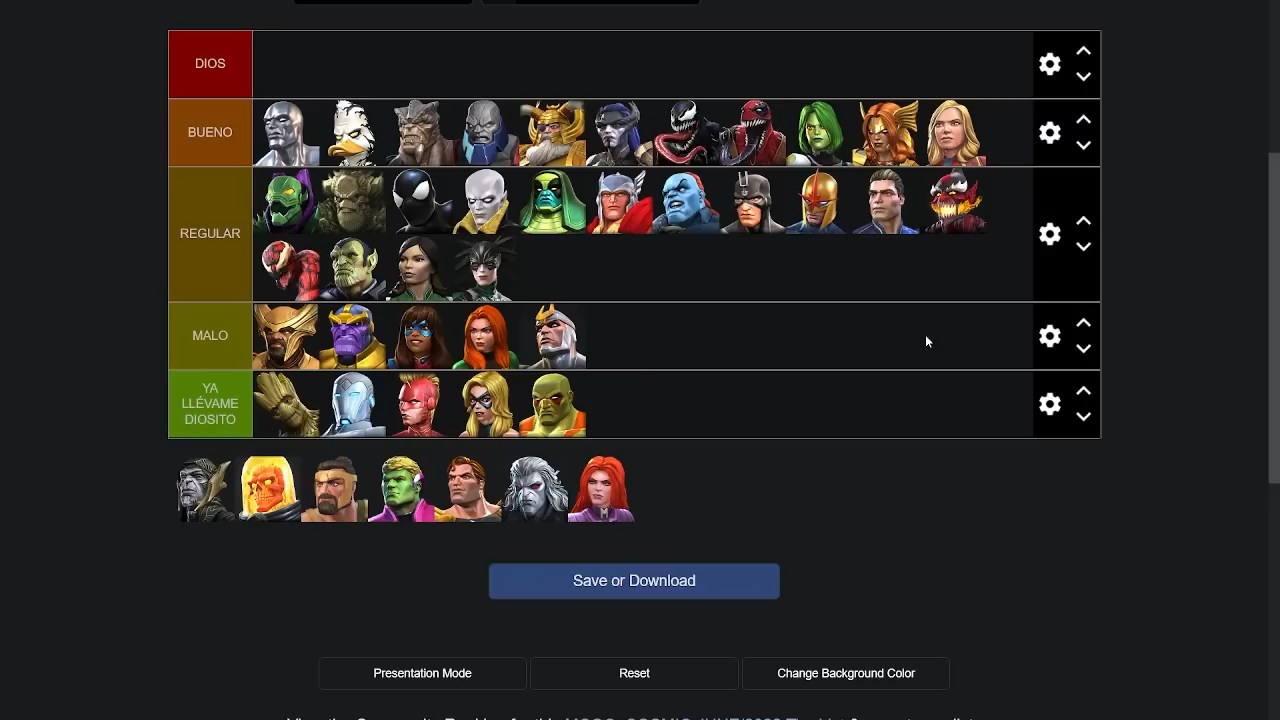 DIOS
BUENO
REGULAR
MALO
YA
LLÉVAME
DIOSITO
Save or Download
Presentation Mode
Reset
Change Background Color